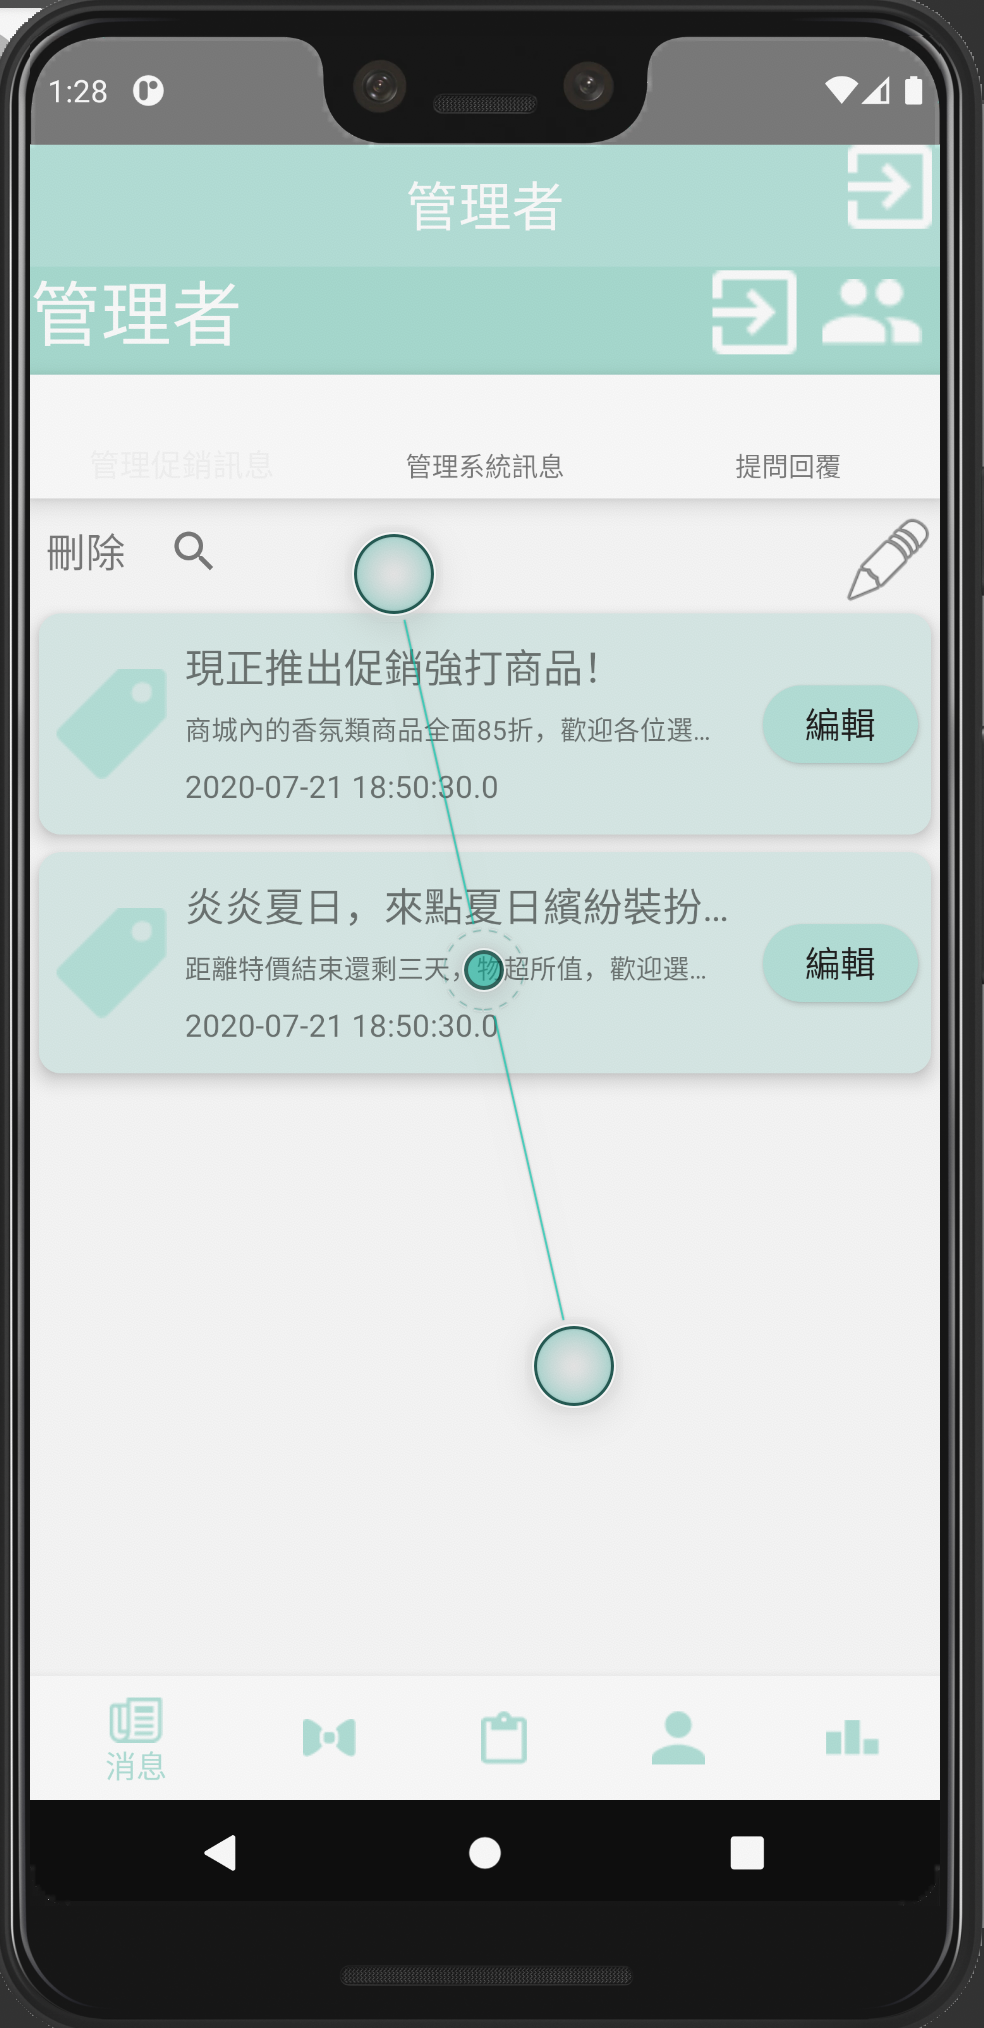 1:28
管理者
管理者
管理促銷訊息
管理系統訊息
提問回覆
刪除
現正推出促銷強打商品！
商城內的香氛類商品全面85折，歡迎各位選...
2020-07-21 18:50:30.0
編輯
炎炎夏日，來點夏日繽紛裝扮...
距離特價結束還剩三天，物超所值，歡迎選...
2020-07-21 18:50:30.0
編輯
消息